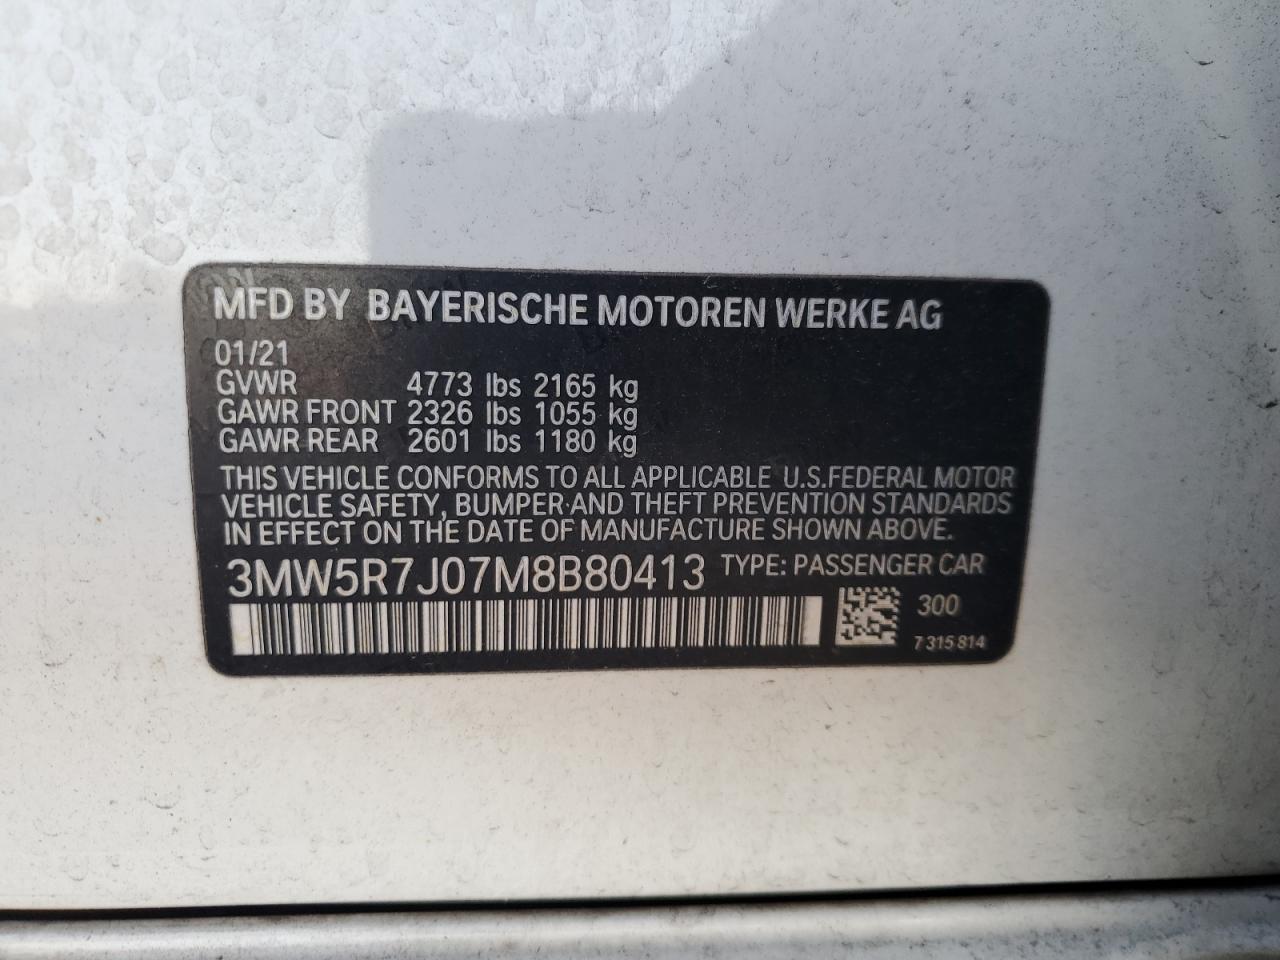 MFD BY BAYERISCHE MOTOREN WERKE AG
01/21
GVWR 4773 lbs 2165 kg
GAWR FRONT 2326 lbs 1055 kg
GAWR REAR 2601 lbs 1180 kg
THIS VEHICLE CONFORMS TO ALL APPLICABLE U.S.FEDERAL MOTOR
VEHICLE SAFETY, BUMPER AND THEFT PREVENTION STANDARDS
IN EFFECT ON THE DATE OF MANUFACTURE SHOWN ABOVE.
3MW5R7J07M8B80413 TYPE: PASSENGER CAR
300
7 315 814